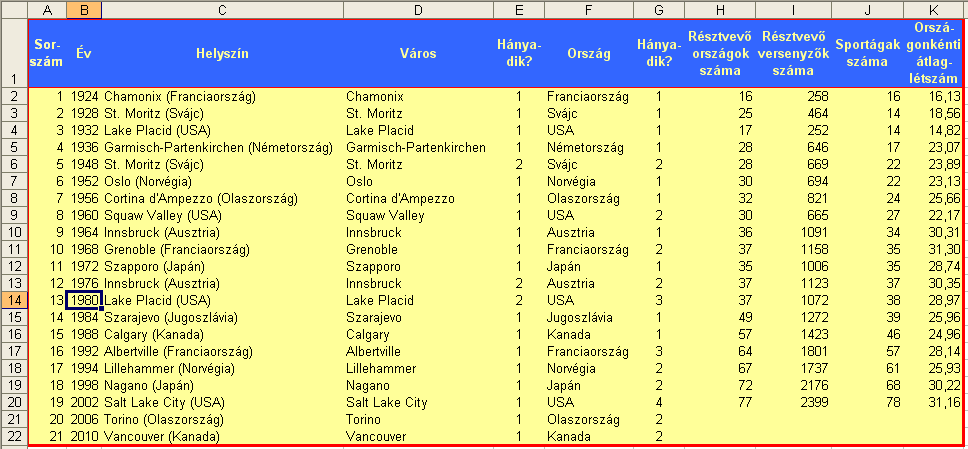 A B C D E F G H I J K
1 Sor-szám Év Helyszín Város Hánya-dik? Ország Hánya-dik? Résztvevő országok száma Résztvevő versenyzők száma Sportágak száma Orszá-gonkénti átlag-létszám
2 1 1924 Chamonix (Franciaország) Chamonix 1 Franciaország 1 16 258 16 16,13
3 2 1928 St. Moritz (Svájc) St. Moritz 1 Svájc 1 25 464 14 18,56
4 3 1932 Lake Placid (USA) Lake Placid 1 USA 1 17 252 14 14,82
5 4 1936 Garmisch-Partenkirchen (Németország) Garmisch-Partenkirchen 1 Németország 1 28 646 17 23,07
6 5 1948 St. Moritz (Svájc) St. Moritz 2 Svájc 2 28 669 22 23,89
7 6 1952 Oslo (Norvégia) Oslo 1 Norvégia 1 30 694 22 23,13
8 7 1956 Cortina d'Ampezzo (Olaszország) Cortina d'Ampezzo 1 Olaszország 1 32 821 24 25,66
9 8 1960 Squaw Valley (USA) Squaw Valley 1 USA 2 30 665 27 22,17
10 9 1964 Innsbruck (Ausztria) Innsbruck 1 Ausztria 1 36 1091 34 30,31
11 10 1968 Grenoble (Franciaország) Grenoble 1 Franciaország 2 37 1158 35 31,30
12 11 1972 Szapporo (Japán) Szapporo 1 Japán 1 35 1006 35 28,74
13 12 1976 Innsbruck (Ausztria) Innsbruck 2 Ausztria 2 37 1123 37 30,35
14 13 1980 Lake Placid (USA) Lake Placid 2 USA 3 37 1072 38 28,97
15 14 1984 Szarajevo (Jugoszlávia) Szarajevo 1 Jugoszlávia 1 49 1272 39 25,96
16 15 1988 Calgary (Kanada) Calgary 1 Kanada 1 57 1423 46 24,96
17 16 1992 Albertville (Franciaország) Albertville 1 Franciaország 3 64 1801 57 28,14
18 17 1994 Lillehammer (Norvégia) Lillehammer 1 Norvégia 2 67 1737 61 25,93
19 18 1998 Nagano (Japán) Nagano 1 Japán 2 72 2176 68 30,22
20 19 2002 Salt Lake City (USA) Salt Lake City 1 USA 4 77 2399 78 31,16
21 20 2006 Torino (Olaszország) Torino 1 Olaszország 2
22 21 2010 Vancouver (Kanada) Vancouver 1 Kanada 2